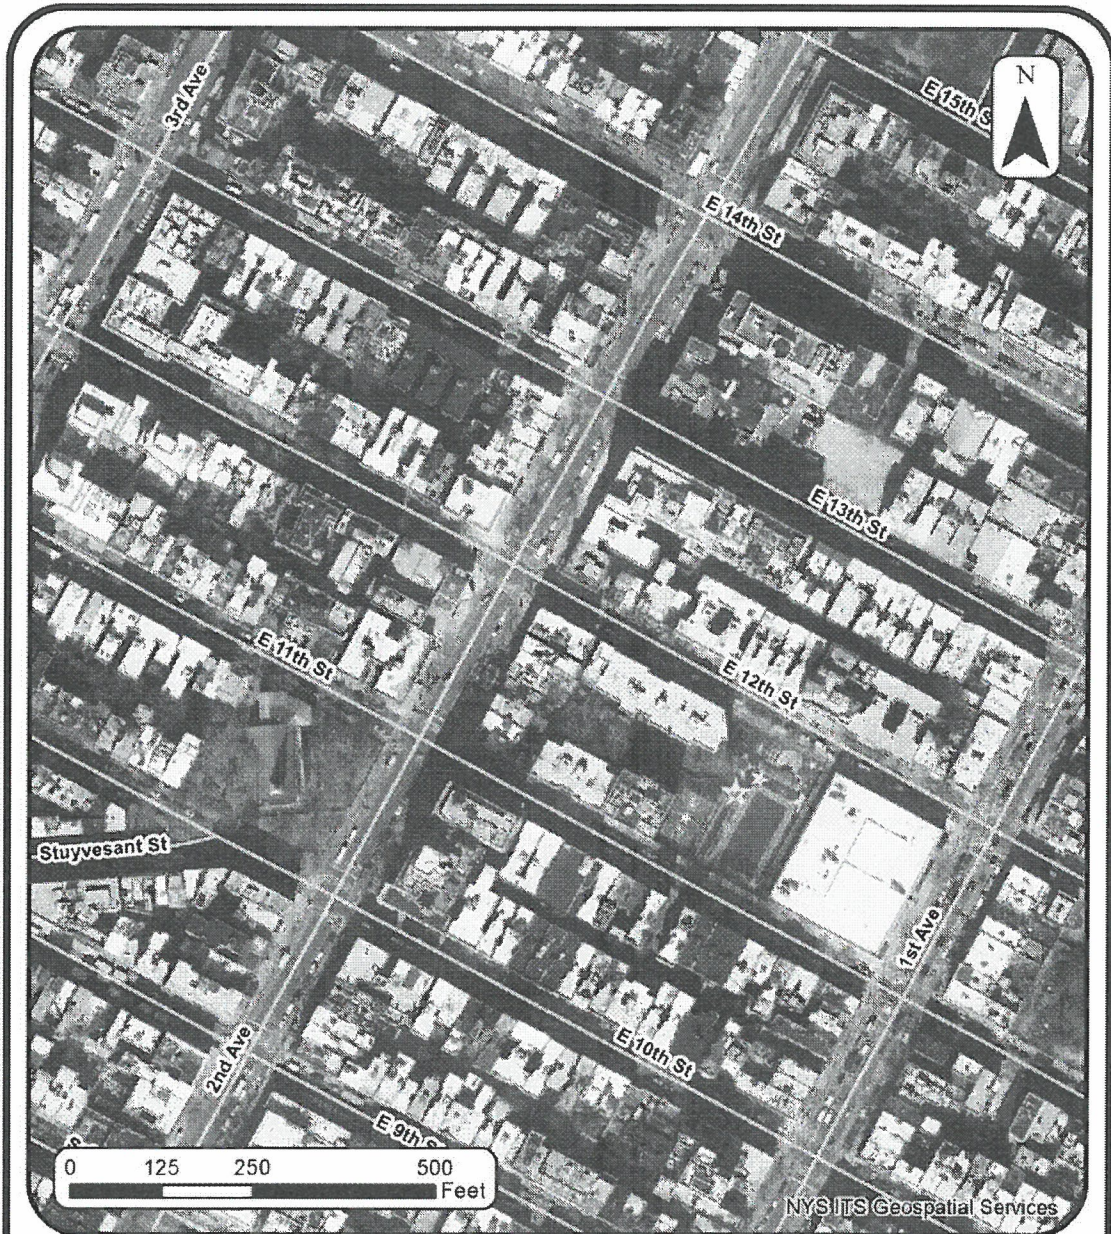 3rd Ave
E 15th S
N
E 14th St
E 13th St
E 12th St
E 11th St
Stuyvesant St
1st Ave
E 10th St
2nd Ave
E 9th S
0 125 250 500
Feet
NYS ITS Geospatial Services